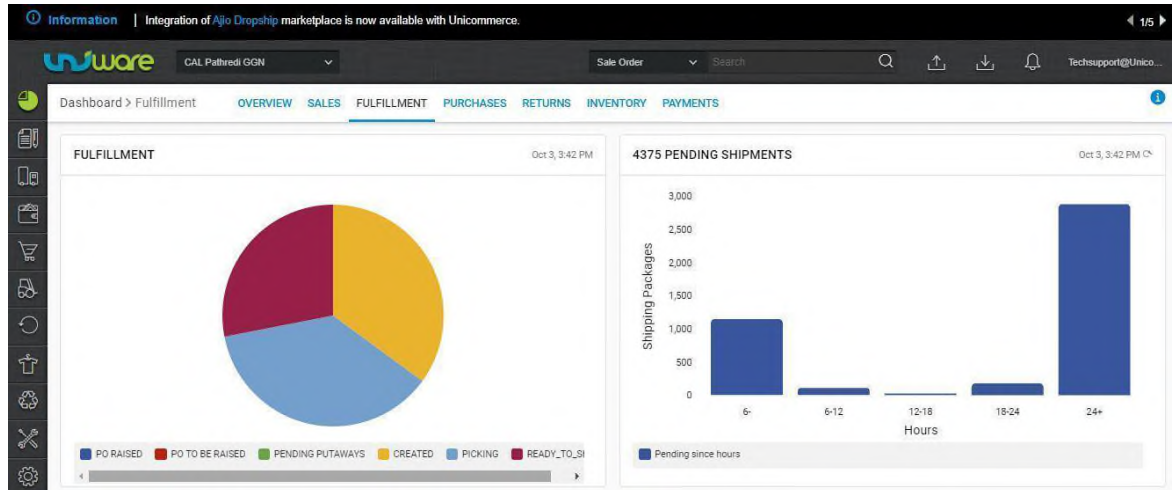 Information | Integration of Ajio Dropship marketplace is now available with Unicommerce. 1/5
uniware CAL Pathredi GGN Sale Order Search Techsupport@Unico...
Dashboard > Fulfillment OVERVIEW SALES FULFILLMENT PURCHASES RETURNS INVENTORY PAYMENTS
FULFILLMENT Oct 3, 3:42 PM
PO RAISED PO TO BE RAISED PENDING PUTAWAYS CREATED PICKING READY_TO_SH
4375 PENDING SHIPMENTS Oct 3, 3:42 PM
Shipping Packages
3,000
2,500
2,000
1,500
1,000
500
0
6- 6-12 12-18 18-24 24+
Hours
Pending since hours